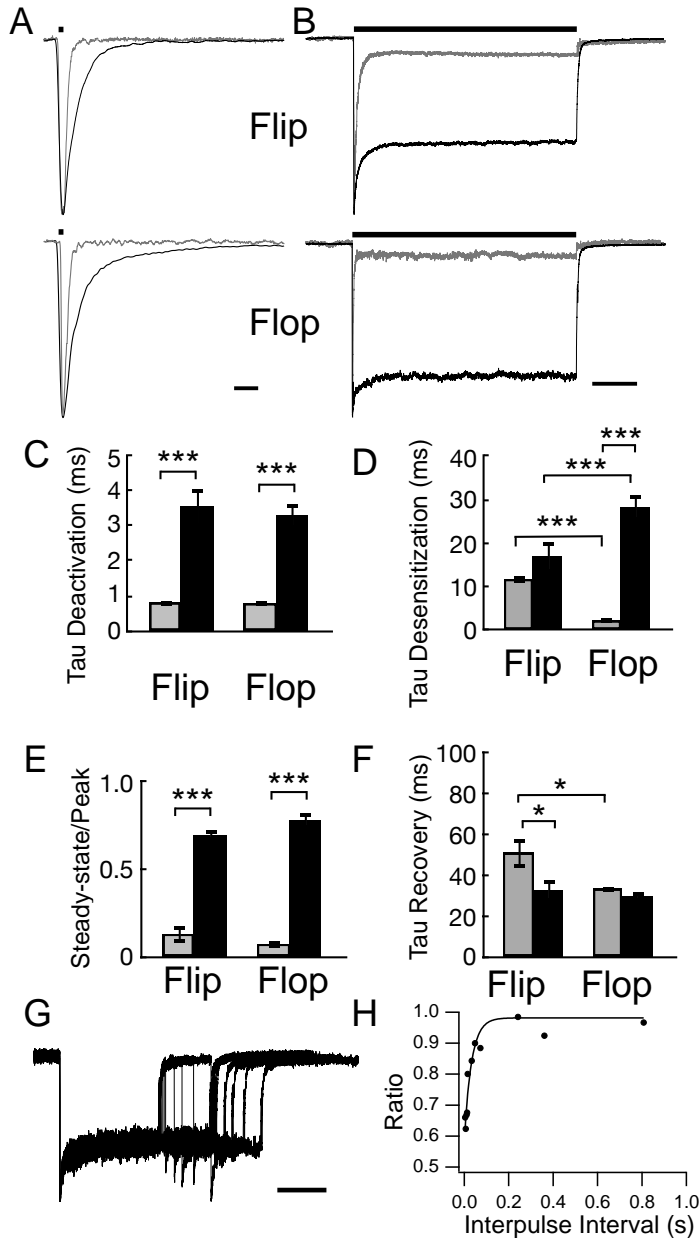 A
B
Flip
Flop
C
Tau Deactivation (ms)
5
4
3
2
1
0
***
***
Flip
Flop
D
Tau Desensitization (ms)
40
30
20
10
0
***
***
***
Flip
Flop
E
Steady-state/Peak
1.0
0.5
0
***
***
Flip
Flop
F
Tau Recovery (ms)
100
80
60
40
20
0
*
*
Flip
Flop
G
H
Ratio
1.0
0.9
0.8
0.7
0.6
0.5
0.0 0.2 0.4 0.6 0.8 1.0
Interpulse Interval (s)